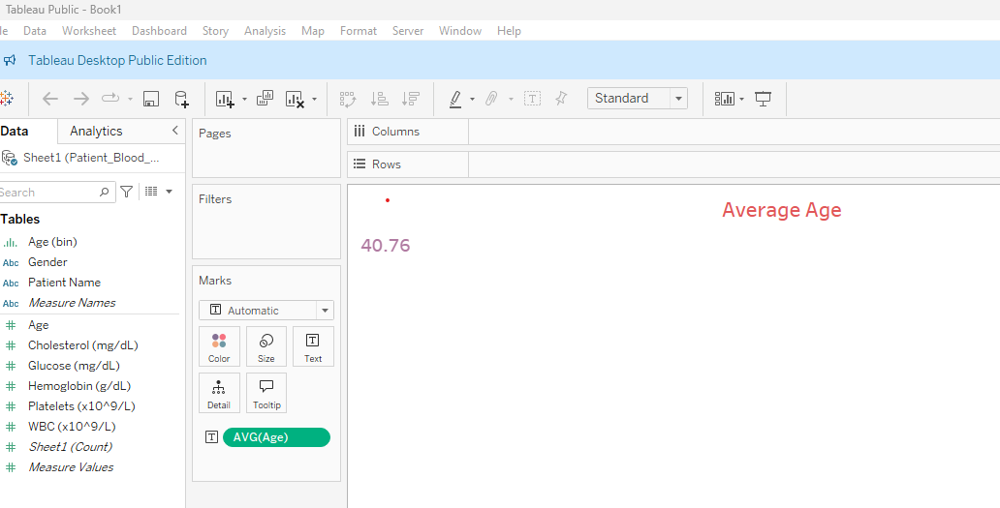 Tableau Public - Book1
le Data Worksheet Dashboard Story Analysis Map Format Server Window Help
Tableau Desktop Public Edition
Standard
Data Analytics
Sheet1 (Patient_Blood_...
Search
Tables
Age (bin)
Abc Gender
Abc Patient Name
Abc Measure Names
# Age
# Cholesterol (mg/dL)
# Glucose (mg/dL)
# Hemoglobin (g/dL)
# Platelets (x10^9/L)
# WBC (x10^9/L)
# Sheet1 (Count)
# Measure Values
Pages
Filters
Marks
T Automatic
Color Size Text
Detail Tooltip
T AVG(Age)
Columns
Rows
Average Age
40.76